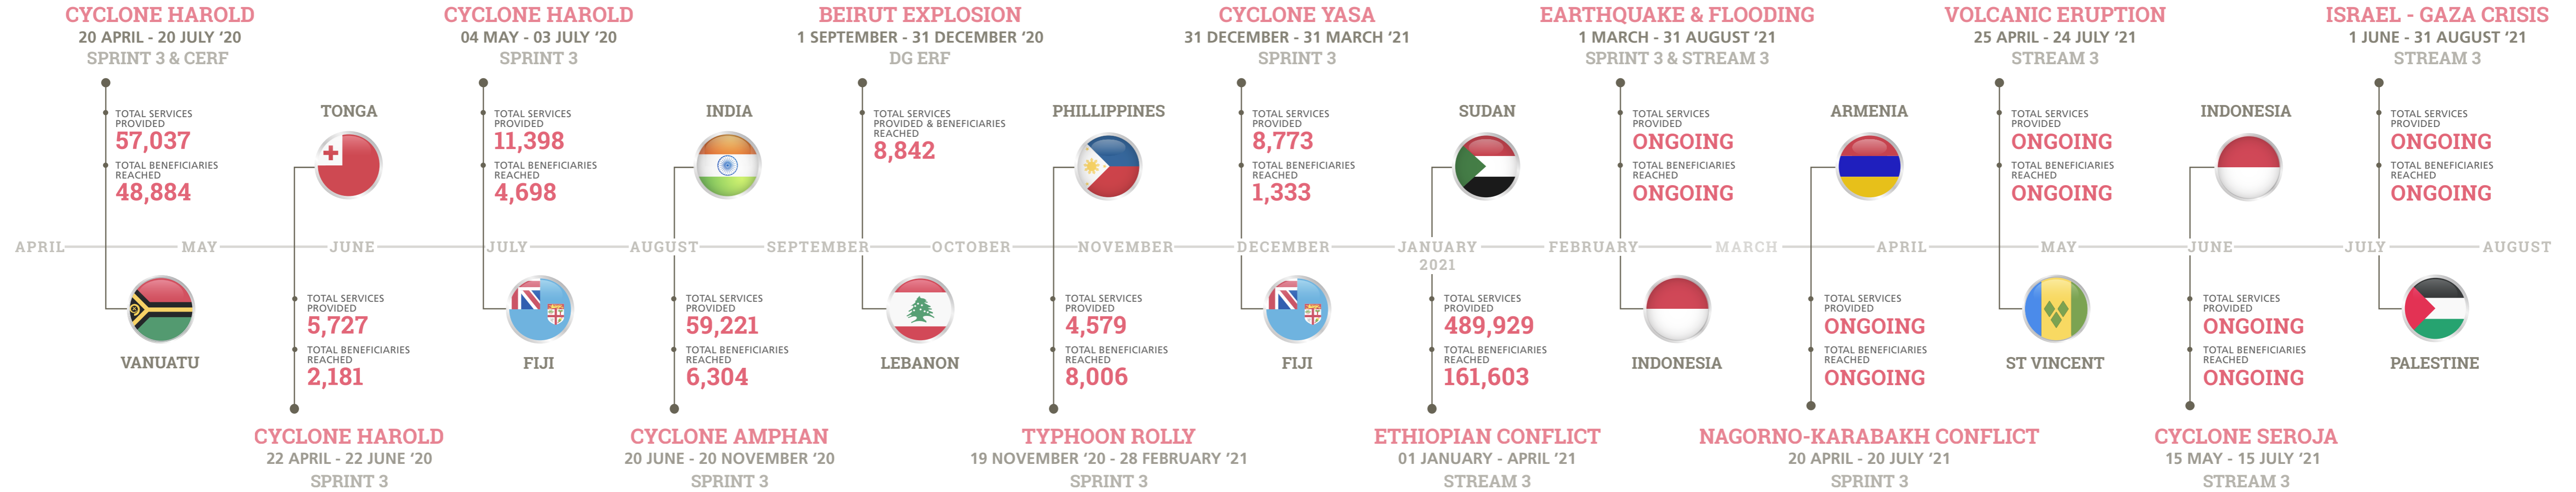 CYCLONE HAROLD
20 APRIL - 20 JULY ‘20
SPRINT 3 & CERF
TOTAL SERVICES
PROVIDED
57,037
TOTAL BENEFICIARIES
REACHED
48,884
VANUATU
TONGA
TOTAL SERVICES
PROVIDED
5,727
TOTAL BENEFICIARIES
REACHED
2,181
CYCLONE HAROLD
22 APRIL - 22 JUNE ‘20
SPRINT 3
CYCLONE HAROLD
04 MAY - 03 JULY ‘20
SPRINT 3
TOTAL SERVICES
PROVIDED
11,398
TOTAL BENEFICIARIES
REACHED
4,698
FIJI
INDIA
TOTAL SERVICES
PROVIDED
59,221
TOTAL BENEFICIARIES
REACHED
6,304
CYCLONE AMPHAN
20 JUNE - 20 NOVEMBER ‘20
SPRINT 3
BEIRUT EXPLOSION
1 SEPTEMBER - 31 DECEMBER ‘20
DG ERF
TOTAL SERVICES
PROVIDED & BENEFICIARIES
REACHED
8,842
LEBANON
PHILLIPPINES
TOTAL SERVICES
PROVIDED
4,579
TOTAL BENEFICIARIES
REACHED
8,006
TYPHOON ROLLY
19 NOVEMBER ‘20 - 28 FEBRUARY ‘21
SPRINT 3
CYCLONE YASA
31 DECEMBER - 31 MARCH ‘21
SPRINT 3
TOTAL SERVICES
PROVIDED
8,773
TOTAL BENEFICIARIES
REACHED
1,333
FIJI
SUDAN
TOTAL SERVICES
PROVIDED
489,929
TOTAL BENEFICIARIES
REACHED
161,603
ETHIOPIAN CONFLICT
01 JANUARY - APRIL ‘21
STREAM 3
EARTHQUAKE & FLOODING
1 MARCH - 31 AUGUST ‘21
SPRINT 3 & STREAM 3
TOTAL SERVICES
PROVIDED
ONGOING
TOTAL BENEFICIARIES
REACHED
ONGOING
INDONESIA
ARMENIA
TOTAL SERVICES
PROVIDED
ONGOING
TOTAL BENEFICIARIES
REACHED
ONGOING
NAGORNO-KARABAKH CONFLICT
20 APRIL - 20 JULY ‘21
SPRINT 3
VOLCANIC ERUPTION
25 APRIL - 24 JULY ‘21
STREAM 3
TOTAL SERVICES
PROVIDED
ONGOING
TOTAL BENEFICIARIES
REACHED
ONGOING
ST VINCENT
INDONESIA
TOTAL SERVICES
PROVIDED
ONGOING
TOTAL BENEFICIARIES
REACHED
ONGOING
CYCLONE SEROJA
15 MAY - 15 JULY ‘21
STREAM 3
ISRAEL - GAZA CRISIS
1 JUNE - 31 AUGUST ‘21
STREAM 3
TOTAL SERVICES
PROVIDED
ONGOING
TOTAL BENEFICIARIES
REACHED
ONGOING
PALESTINE
APRIL MAY JUNE JULY AUGUST SEPTEMBER OCTOBER NOVEMBER DECEMBER JANUARY FEBRUARY MARCH APRIL MAY JUNE JULY AUGUST
2021